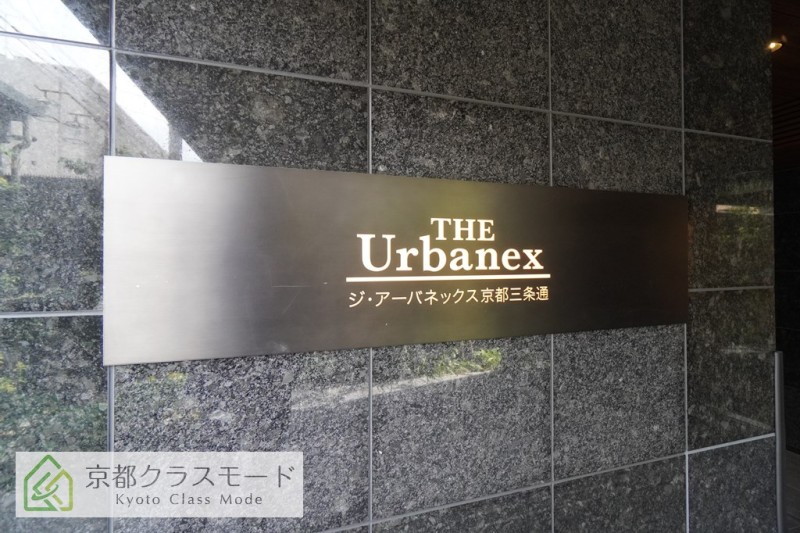 THE
Urbanex
ジ・アーバネックス京都三条通
京都クラスモード
Kyoto Class Mode